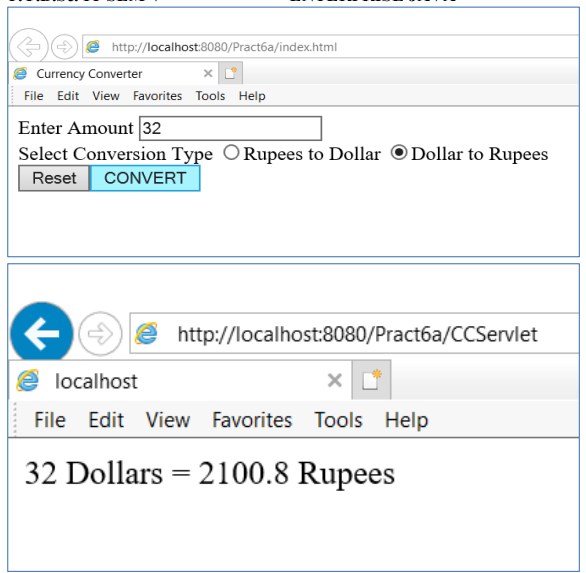 http://localhost:8080/Pract6a/index.html
Currency Converter
File Edit View Favorites Tools Help
Enter Amount 32
Select Conversion Type Rupees to Dollar Dollar to Rupees
Reset CONVERT
http://localhost:8080/Pract6a/CCServlet
localhost
File Edit View Favorites Tools Help
32 Dollars = 2100.8 Rupees